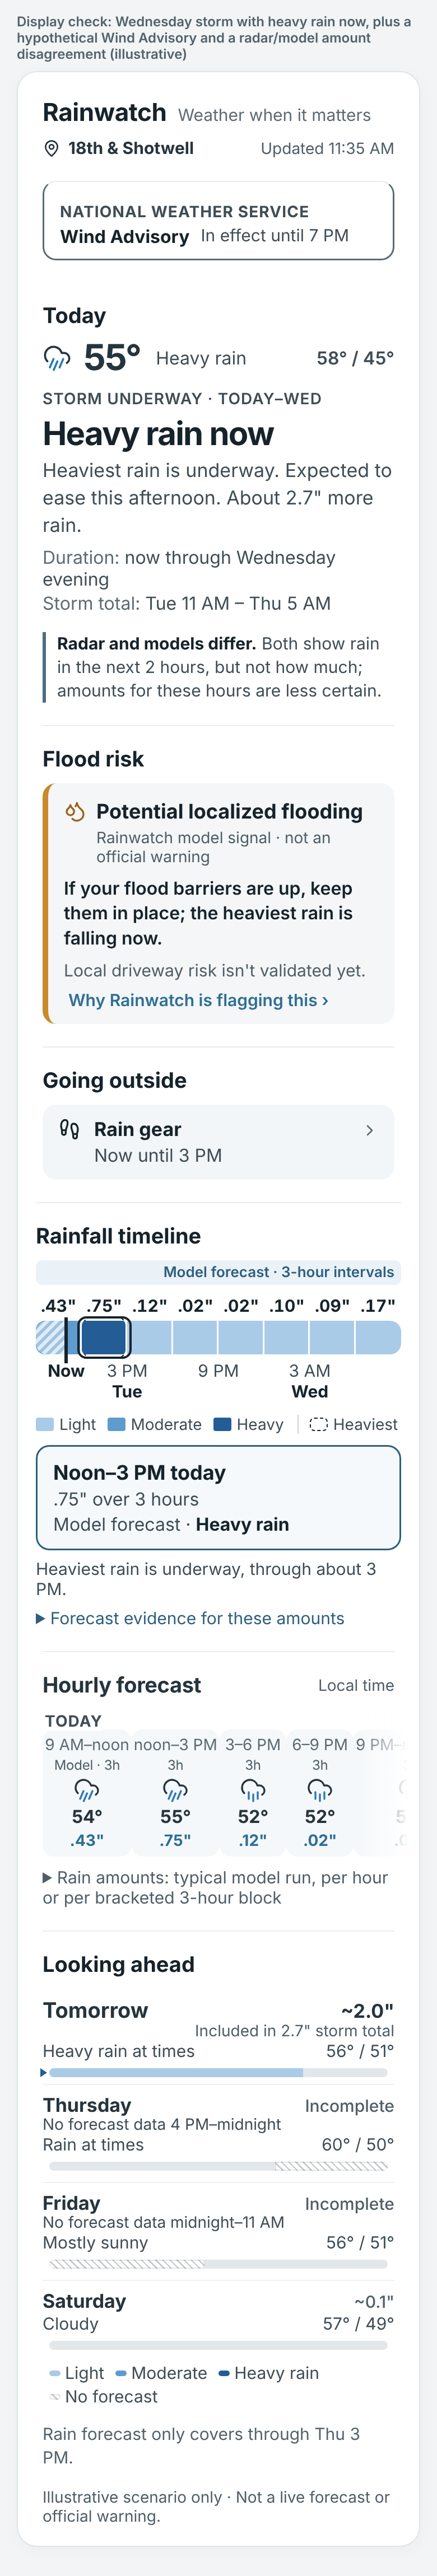 Display check: Wednesday storm with heavy rain now, plus a
hypothetical Wind Advisory and a radar/model amount
disagreement (illustrative)
Rainwatch Weather when it matters
18th & Shotwell Updated 11:35 AM
NATIONAL WEATHER SERVICE
Wind Advisory In effect until 7 PM
Today
55° Heavy rain 58° / 45°
STORM UNDERWAY · TODAY–WED
Heavy rain now
Heaviest rain is underway. Expected to
ease this afternoon. About 2.7" more
rain.
Duration: now through Wednesday
evening
Storm total: Tue 11 AM – Thu 5 AM
Radar and models differ. Both show rain
in the next 2 hours, but not how much;
amounts for these hours are less certain.
Flood risk
Potential localized flooding
Rainwatch model signal · not an
official warning
If your flood barriers are up, keep
them in place; the heaviest rain is
falling now.
Local driveway risk isn't validated yet.
Why Rainwatch is flagging this ›
Going outside
Rain gear
Now until 3 PM
Rainfall timeline
Model forecast · 3-hour intervals
.43" .75" .12" .02" .02" .10" .09" .17"
Now 3 PM 9 PM 3 AM
Tue Wed
Light Moderate Heavy Heaviest
Noon–3 PM today
.75" over 3 hours
Model forecast · Heavy rain
Heaviest rain is underway, through about 3
PM.
Forecast evidence for these amounts
Hourly forecast Local time
TODAY
9 AM–noon noon–3 PM 3–6 PM 6–9 PM 9 PM–
Model · 3h 3h 3h 3h
54° 55° 52° 52° 5
.43" .75" .12" .02" .0
Rain amounts: typical model run, per hour
or per bracketed 3-hour block
Looking ahead
Tomorrow ~2.0"
Included in 2.7" storm total
Heavy rain at times 56° / 51°
Thursday Incomplete
No forecast data 4 PM–midnight
Rain at times 60° / 50°
Friday Incomplete
No forecast data midnight–11 AM
Mostly sunny 56° / 51°
Saturday ~0.1"
Cloudy 57° / 49°
Light Moderate Heavy rain
No forecast
Rain forecast only covers through Thu 3
PM.
Illustrative scenario only · Not a live forecast or
official warning.